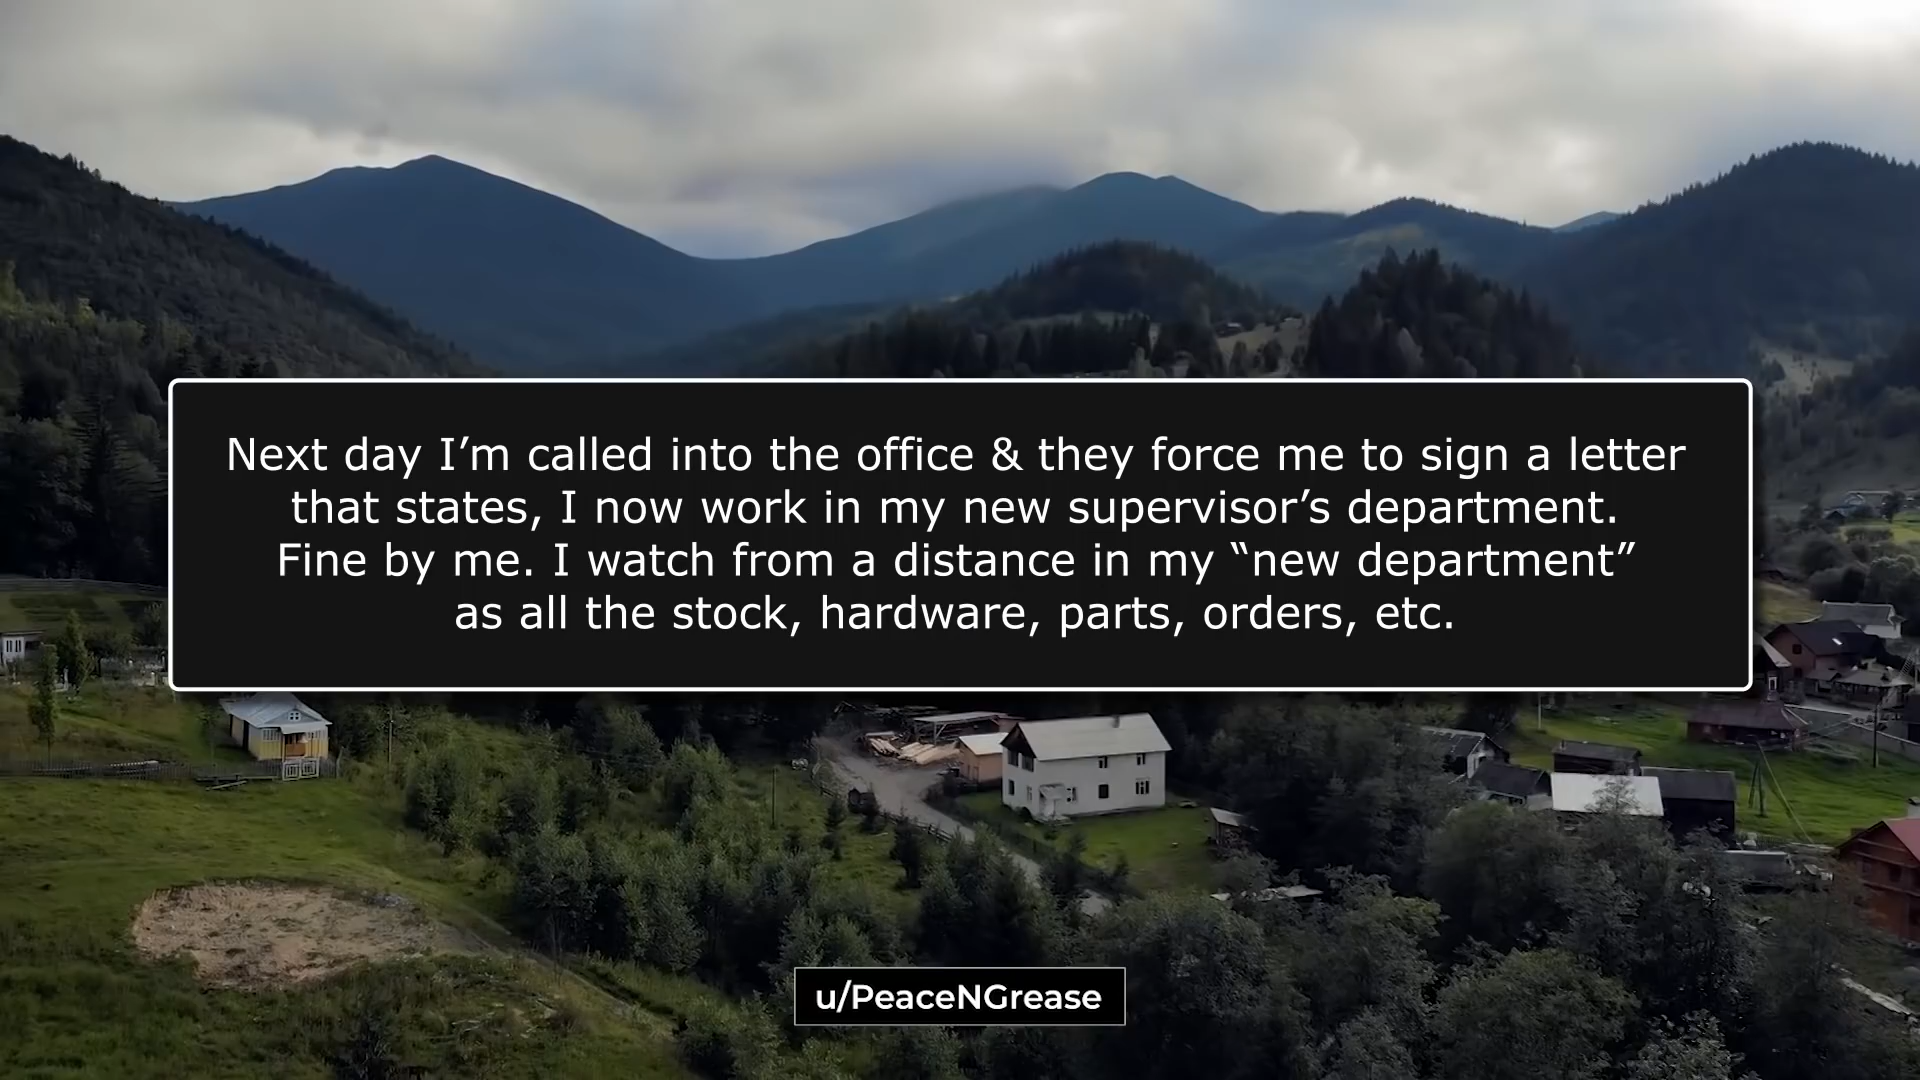 Next day I’m called into the office & they force me to sign a letter
that states, I now work in my new supervisor’s department.
Fine by me. I watch from a distance in my “new department”
as all the stock, hardware, parts, orders, etc.
u/PeaceNGrease